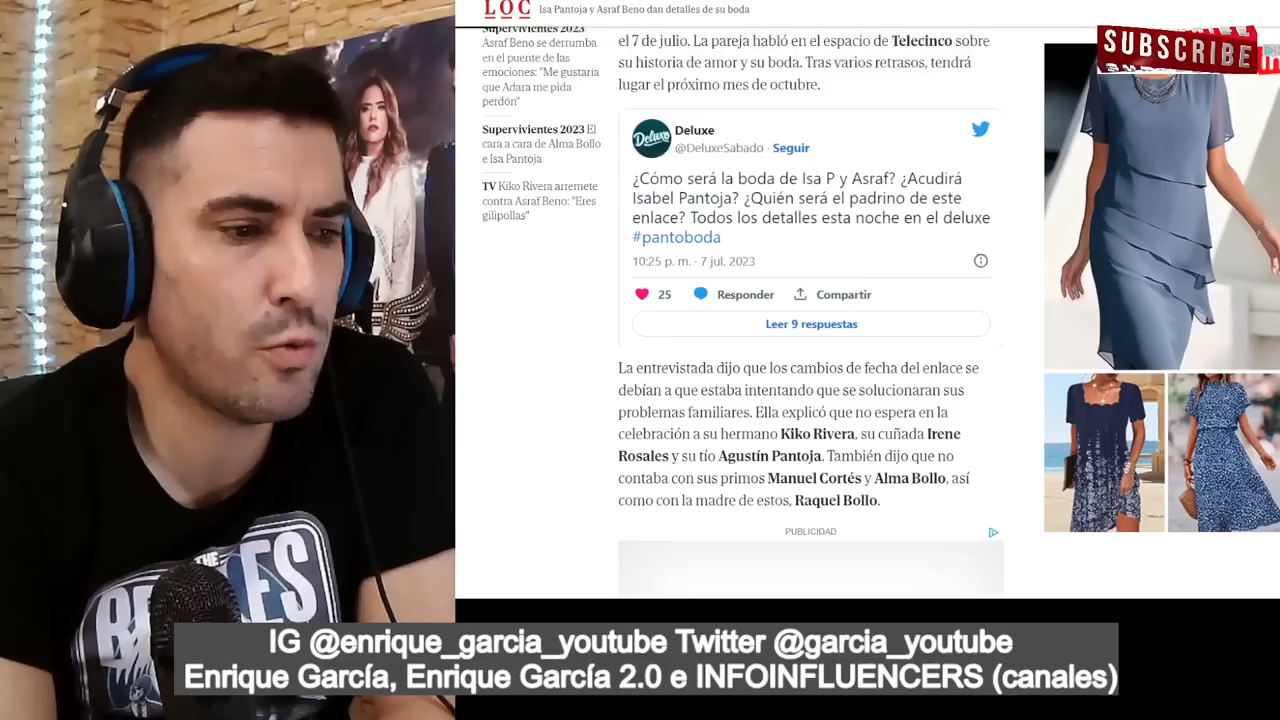 LOC
Isa Pantoja y Asraf Beno dan detalles de su boda
Supervivientes 2023
Asraf Beno se derrumba
en el puente de las
emociones: "Me gustaría
que Adara me pida
perdón"
Supervivientes 2023 El
cara a cara de Alma Bollo
e Isa Pantoja
TV Kiko Rivera arremete
contra Asraf Beno: "Eres
gilipollas"
el 7 de julio. La pareja habló en el espacio de Telecinco sobre
su historia de amor y su boda. Tras varios retrasos, tendrá
lugar el próximo mes de octubre.
Deluxe
Deluxe
@DeluxeSabado · Seguir
¿Cómo será la boda de Isa P y Asraf? ¿Acudirá
Isabel Pantoja? ¿Quién será el padrino de este
enlace? Todos los detalles esta noche en el deluxe
#pantoboda
10:25 p. m. · 7 jul. 2023
25 Responder Compartir
Leer 9 respuestas
La entrevistada dijo que los cambios de fecha del enlace se
debían a que estaba intentando que se solucionaran sus
problemas familiares. Ella explicó que no espera en la
celebración a su hermano Kiko Rivera, su cuñada Irene
Rosales y su tío Agustín Pantoja. También dijo que no
contaba con sus primos Manuel Cortés y Alma Bollo, así
como con la madre de estos, Raquel Bollo.
PUBLICIDAD
SUBSCRIBE
THE
IG @enrique_garcia_youtube Twitter @garcia_youtube
Enrique García, Enrique García 2.0 e INFOINFLUENCERS (canales)